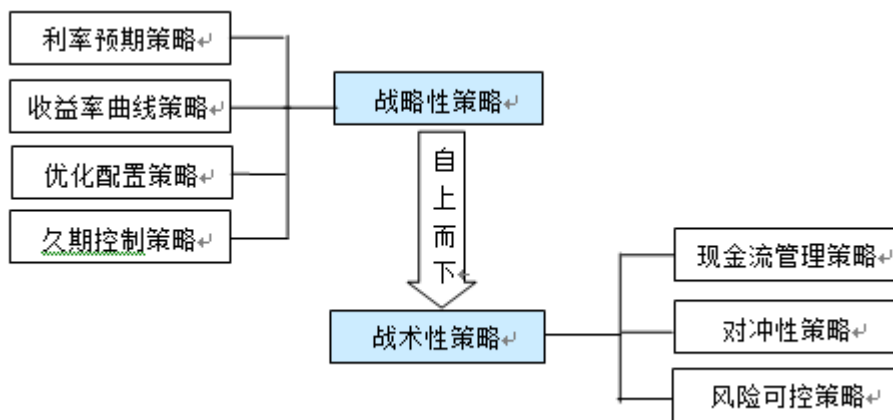 利率预期策略
收益率曲线策略
优化配置策略
久期控制策略
战略性策略
自上而下
战术性策略
现金流管理策略
对冲性策略
风险可控策略